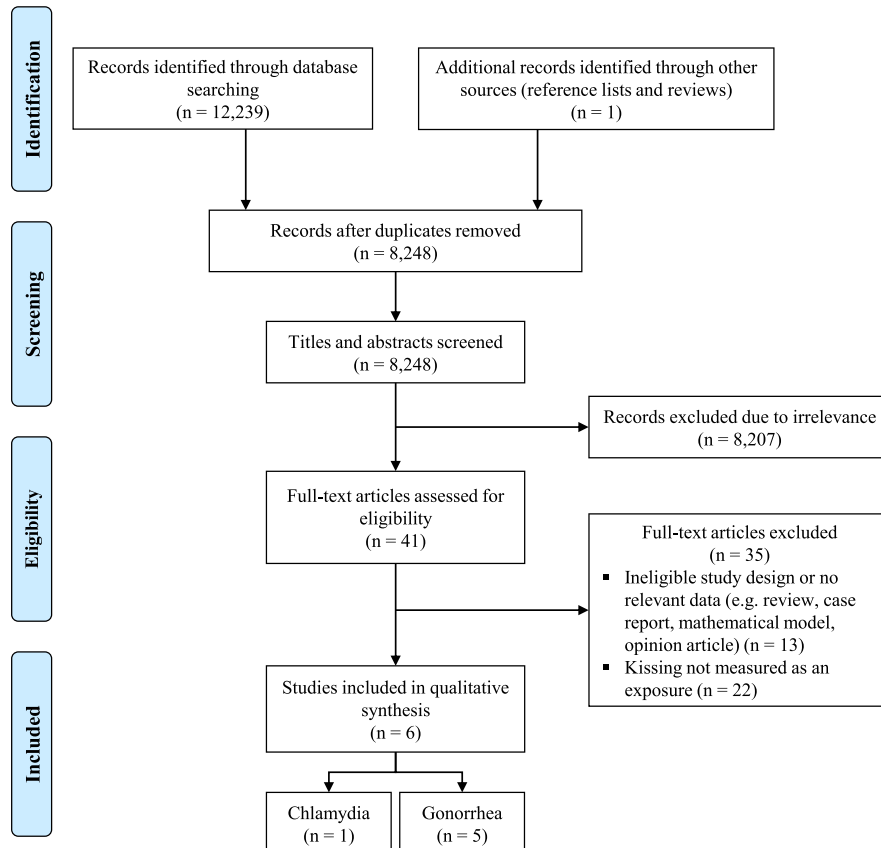 Identification
Records identified through database
searching
(n = 12,239)
Additional records identified through other
sources (reference lists and reviews)
(n = 1)
Screening
Records after duplicates removed
(n = 8,248)
Titles and abstracts screened
(n = 8,248)
Records excluded due to irrelevance
(n = 8,207)
Eligibility
Full-text articles assessed for
eligibility
(n = 41)
Full-text articles excluded
(n = 35)
▪ Ineligible study design or no
relevant data (e.g. review, case
report, mathematical model,
opinion article) (n = 13)
▪ Kissing not measured as an
exposure (n = 22)
Included
Studies included in qualitative
synthesis
(n = 6)
Chlamydia
(n = 1)
Gonorrhea
(n = 5)